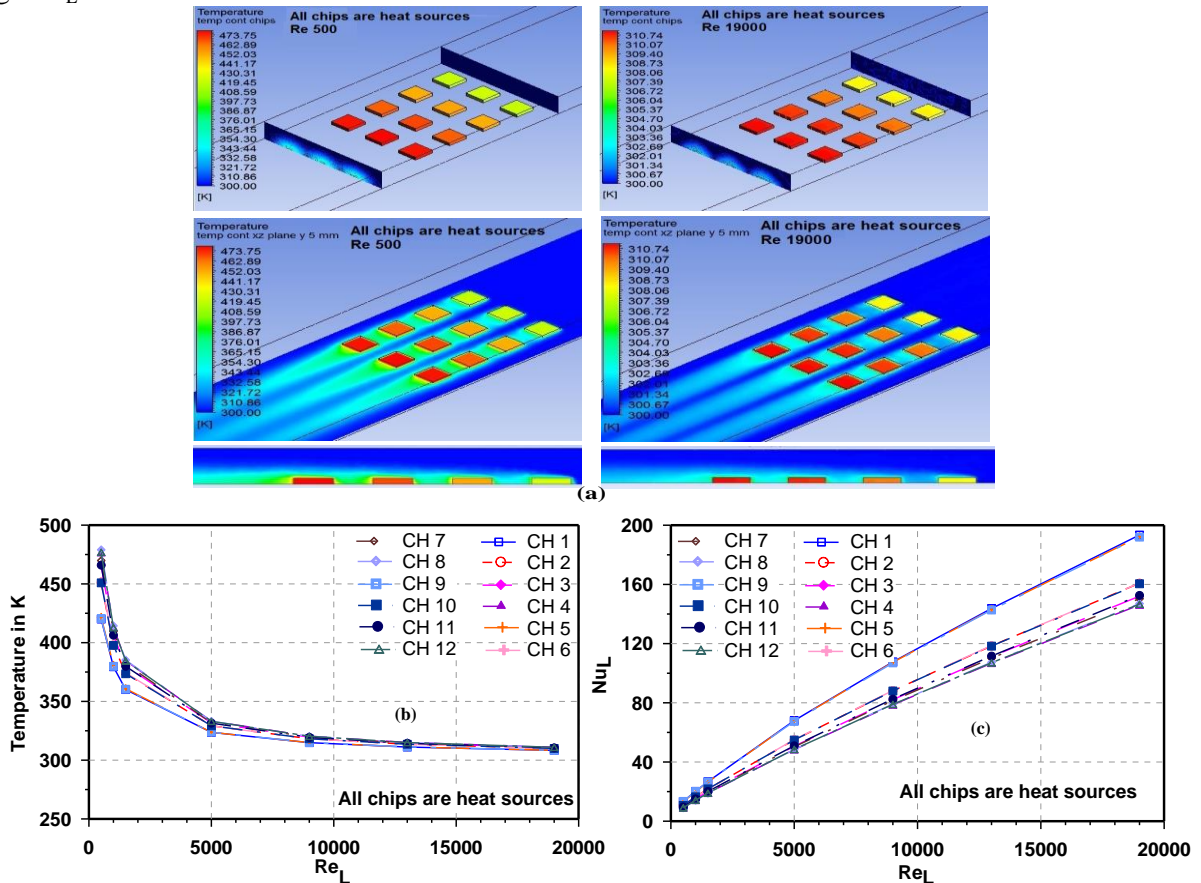 L
Temperature
temp cont chips
All chips are heat sources
Re 500
473.75
462.89
452.03
441.17
430.31
419.45
408.59
397.73
386.87
376.01
365.15
354.30
343.44
332.58
321.72
310.86
300.00
[K]
Temperature
temp cont chips
All chips are heat sources
Re 19000
310.74
310.07
309.40
308.73
308.06
307.39
306.72
306.04
305.37
304.70
304.03
303.36
302.69
302.01
301.34
300.67
300.00
[K]
Temperature
temp cont xz plane y 5 mm
All chips are heat sources
Re 500
473.75
462.89
452.03
441.17
430.31
419.45
408.59
397.73
386.87
376.01
365.15
354.30
343.44
332.58
321.72
310.86
300.00
[K]
Temperature
temp cont xz plane y 5 mm
All chips are heat sources
Re 19000
310.74
310.07
309.40
308.73
308.06
307.39
306.72
306.04
305.37
304.70
304.03
303.36
302.01
301.34
300.67
300.00
[K]
(a)
500
450
400
350
300
250
Temperature in K
CH 7
CH 8
CH 9
CH 10
CH 11
CH 12
CH 1
CH 2
CH 3
CH 4
CH 5
CH 6
(b)
All chips are heat sources
0 5000 10000 15000 20000
ReL
200
160
120
80
40
0
NuL
CH 7
CH 8
CH 9
CH 10
CH 11
CH 12
CH 1
CH 2
CH 3
CH 4
CH 5
CH 6
(c)
All chips are heat sources
0 5000 10000 15000 20000
ReL